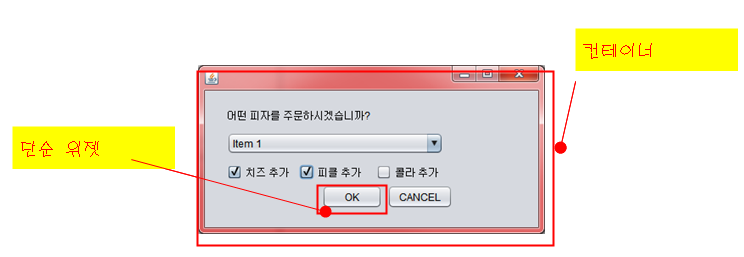 컨테이너
어떤 피자를 주문하시겠습니까?
단순 위젯
Item 1
치즈 추가 피클 추가 콜라 추가
OK CANCEL